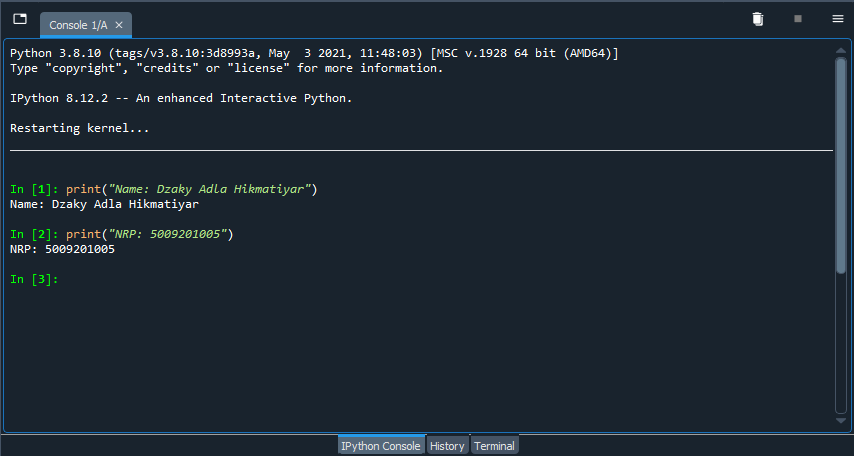 Console 1/A
Python 3.8.10 (tags/v3.8.10:3d8993a, May  3 2021, 11:48:03) [MSC v.1928 64 bit (AMD64)]
Type "copyright", "credits" or "license" for more information.
IPython 8.12.2 -- An enhanced Interactive Python.
Restarting kernel...
In [1]: print("Name: Dzaky Adla Hikmatiyar")
Name: Dzaky Adla Hikmatiyar
In [2]: print("NRP: 5009201005")
NRP: 5009201005
In [3]:
IPython Console History Terminal